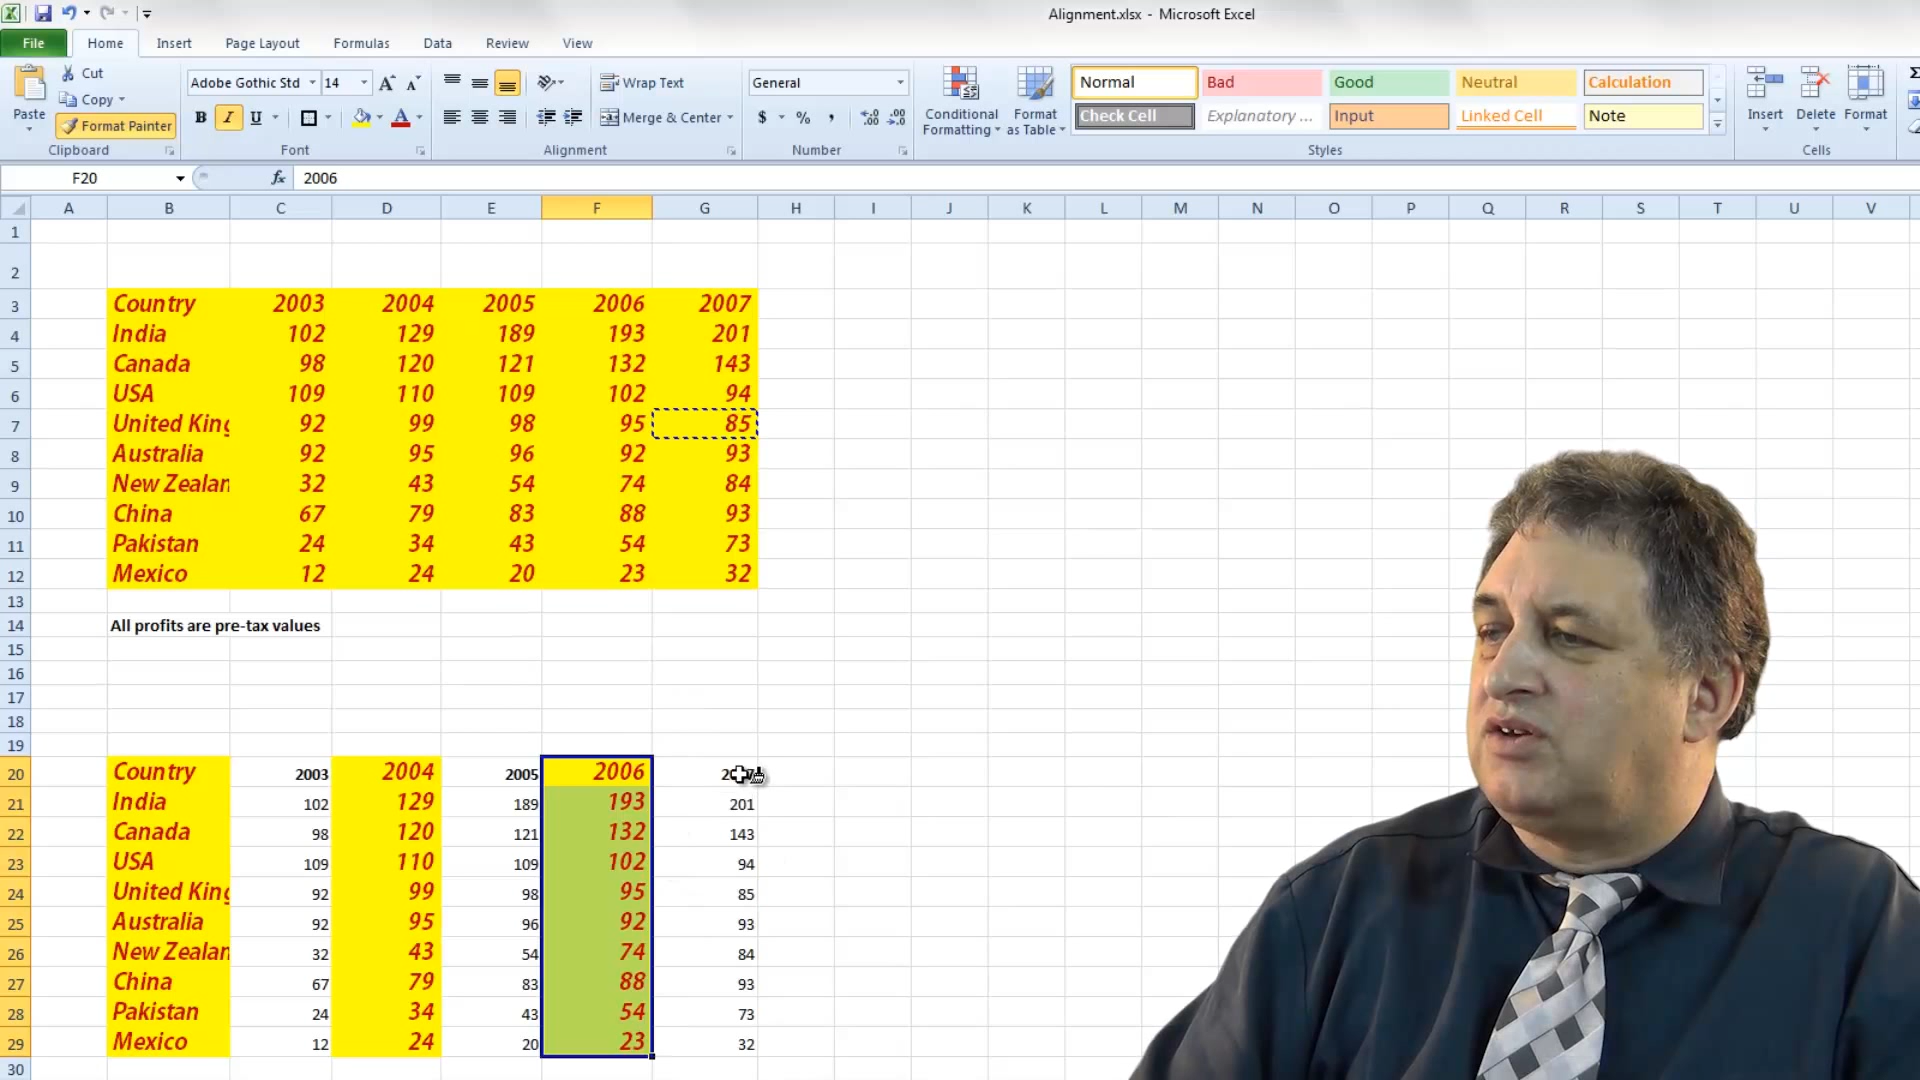 Alignment.xlsx - Microsoft Excel
File Home Insert Page Layout Formulas Data Review View
Paste Cut Copy Format Painter Clipboard
Adobe Gothic Std 14 A A B I U A Font
Wrap Text Merge & Center Alignment
General $ % , .00 .00 Number
Conditional Formatting Format as Table
Normal Bad Good Neutral Calculation
Check Cell Explanatory ... Input Linked Cell Note
Styles
Insert Delete Format Cells
F20 fx 2006
A B C D E F G H I J K L M N O P Q R S T U V
1
2
3 Country 2003 2004 2005 2006 2007
4 India 102 129 189 193 201
5 Canada 98 120 121 132 143
6 USA 109 110 109 102 94
7 United King 92 99 98 95 85
8 Australia 92 95 96 92 93
9 New Zealan 32 43 54 74 84
10 China 67 79 83 88 93
11 Pakistan 24 34 43 54 73
12 Mexico 12 24 20 23 32
13
14 All profits are pre-tax values
15
16
17
18
19
20 Country 2003 2004 2005 2006
21 India 102 129 189 193 201
22 Canada 98 120 121 132 143
23 USA 109 110 109 102 94
24 United King 92 99 98 95 85
25 Australia 92 95 96 92 93
26 New Zealan 32 43 54 74 84
27 China 67 79 83 88 93
28 Pakistan 24 34 43 54 73
29 Mexico 12 24 20 23 32
30